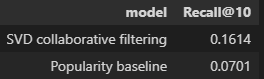 model Recall@10
SVD collaborative filtering 0.1614
Popularity baseline 0.0701